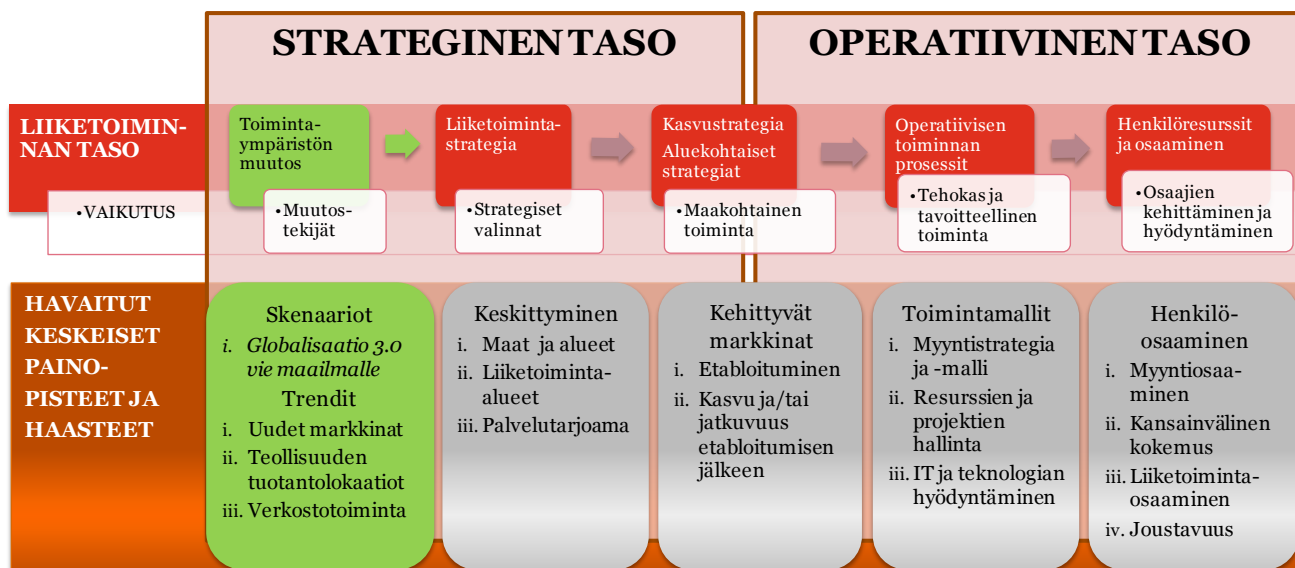 STRATEGINEN TASO
OPERATIIVINEN TASO
LIIKETOIMIN-
NAN TASO
Toiminta-
ympäristön
muutos
Liiketoiminta-
strategia
Kasvustrategia
Aluekohtaiset
strategiat
Operatiivisen
toiminnan
prosessit
Henkilöresurssit
ja osaaminen
•VAIKUTUS
•Muutos-
tekijät
•Strategiset
valinnat
•Maakohtainen
toiminta
•Tehokas ja
tavoitteellinen
toiminta
•Osaajien
kehittäminen ja
hyödyntäminen
HAVAITUT
KESKEISET
PAINO-
PISTEET JA
HAASTEET
Skenaariot
i. Globalisaatio 3.0
vie maailmalle
Trendit
i. Uudet markkinat
ii. Teollisuuden
tuotantolokaatiot
iii. Verkostotoiminta
Keskittyminen
i. Maat ja alueet
ii. Liiketoiminta-
alueet
iii. Palvelutarjoama
Kehittyvät
markkinat
i. Etabloituminen
ii. Kasvu ja/tai
jatkuvuus
etabloitumisen
jälkeen
Toimintamallit
i. Myyntistrategia
ja -malli
ii. Resurssien ja
projektien
hallinta
iii. IT ja teknologian
hyödyntäminen
Henkilö-
osaaminen
i. Myyntiosaa-
minen
ii. Kansainvälinen
kokemus
iii. Liiketoiminta-
osaaminen
iv. Joustavuus